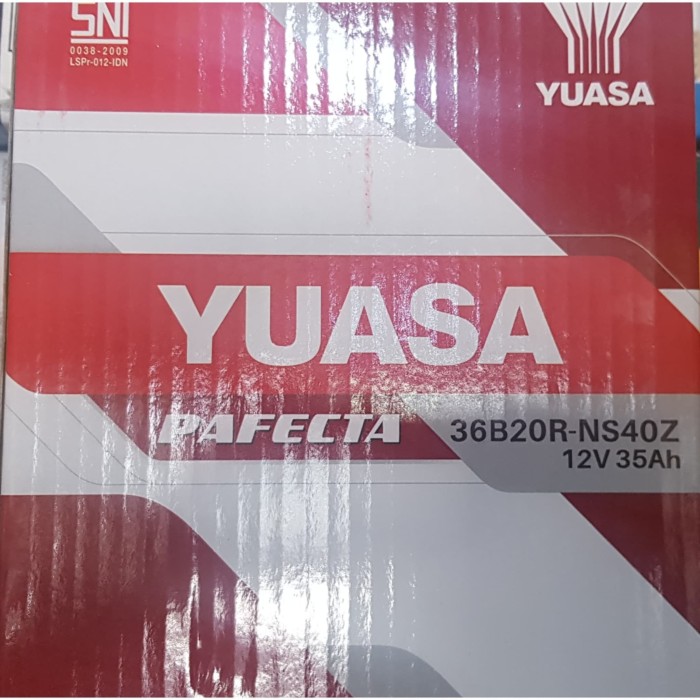 SNI
0038-2009
LSPr-012-IDN
YUASA
YUASA
PAFECTA
36B20R-NS40Z
12V 35Ah